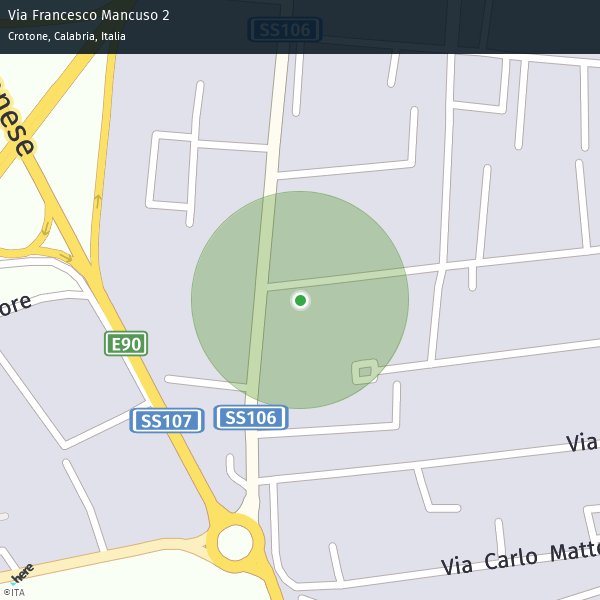 Via Francesco Mancuso 2
Crotone, Calabria, Italia
SS106
nese
ore
E90
SS107
SS106
Via
Via Carlo Matte
here
©ITA